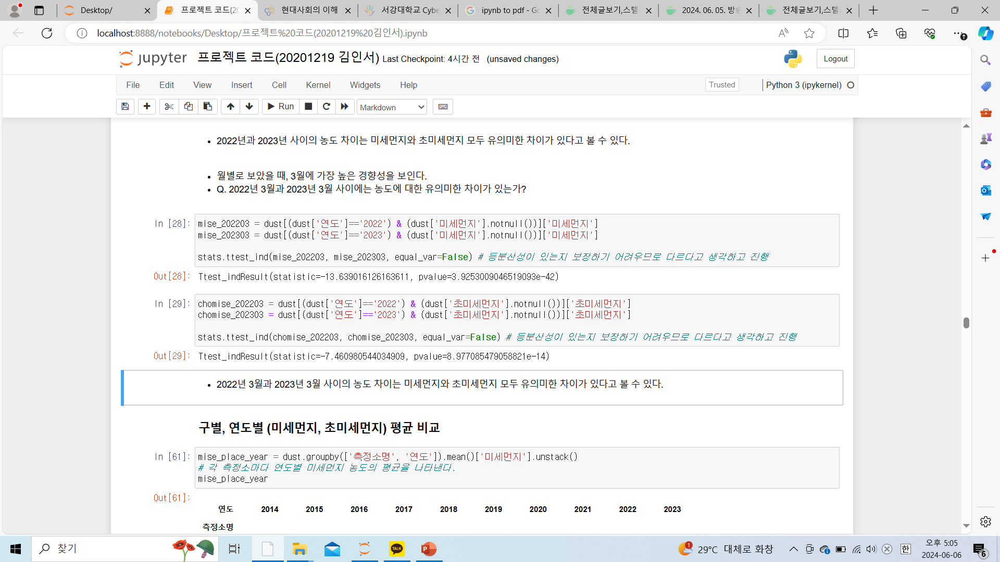 Desktop/
프로젝트 코드(20
현대사회의 이해
서강대학교 Cybe
ipynb to pdf - Go
전체글보기,스텔
2024. 06. 05. 방송
전체글보기,스텔
localhost:8888/notebooks/Desktop/프로젝트%20코드(20201219%20김인서).ipynb
jupyter
프로젝트 코드(20201219 김인서) Last Checkpoint: 4시간 전 (unsaved changes)
Logout
File Edit View Insert Cell Kernel Widgets Help
Trusted
Python 3 (ipykernel)
Run
Markdown
• 2022년과 2023년 사이의 농도 차이는 미세먼지와 초미세먼지 모두 유의미한 차이가 있다고 볼 수 있다.
• 월별로 보았을 때, 3월에 가장 높은 경향성을 보인다.
• Q. 2022년 3월과 2023년 3월 사이에는 농도에 대한 유의미한 차이가 있는가?
In [28]:
mise_202203 = dust[(dust['연도']=='2022') & (dust['미세먼지'].notnull())]['미세먼지']
mise_202303 = dust[(dust['연도']=='2023') & (dust['미세먼지'].notnull())]['미세먼지']
stats.ttest_ind(mise_202203, mise_202303, equal_var=False) # 등분산성이 있는지 보장하기 어려우므로 다르다고 생각하고 진행
Out[28]: Ttest_indResult(statistic=-13.639016126163611, pvalue=3.9253009046519093e-42)
In [29]:
chomise_202203 = dust[(dust['연도']=='2022') & (dust['초미세먼지'].notnull())]['초미세먼지']
chomise_202303 = dust[(dust['연도']=='2023') & (dust['초미세먼지'].notnull())]['초미세먼지']
stats.ttest_ind(chomise_202203, chomise_202303, equal_var=False) # 등분산성이 있는지 보장하기 어려우므로 다르다고 생각하고 진행
Out[29]: Ttest_indResult(statistic=-7.460980544034909, pvalue=8.977085479058821e-14)
• 2022년 3월과 2023년 3월 사이의 농도 차이는 미세먼지와 초미세먼지 모두 유의미한 차이가 있다고 볼 수 있다.
구별, 연도별 (미세먼지, 초미세먼지) 평균 비교
In [61]:
mise_place_year = dust.groupby(['측정소명', '연도']).mean()['미세먼지'].unstack()
# 각 측정소마다 연도별 미세먼지 농도의 평균을 나타낸다.
mise_place_year
Out[61]:
연도 2014 2015 2016 2017 2018 2019 2020 2021 2022 2023
측정소명
찾기
TALK
P
1
29°C 대체로 화창
한
오후 5:05
2024-06-06
6